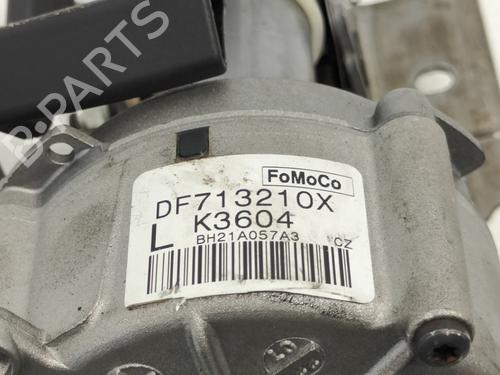 B-PARTS
FoMoCo
DF713210X
L K3604
BH21A057A3 CZ